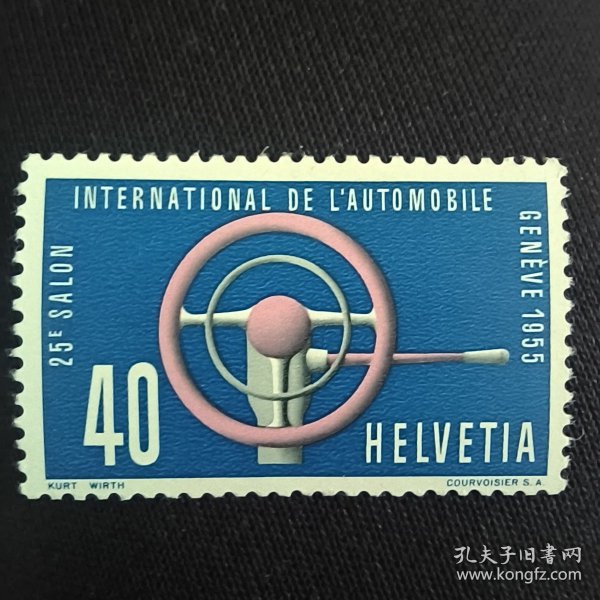 25E SALON
INTERNATIONAL DE L'AUTOMOBILE
GENÈVE 1955
40
HELVETIA
KURT WIRTH
COURVOISIER S.A.
孔夫子旧書网
www.kongfz.com